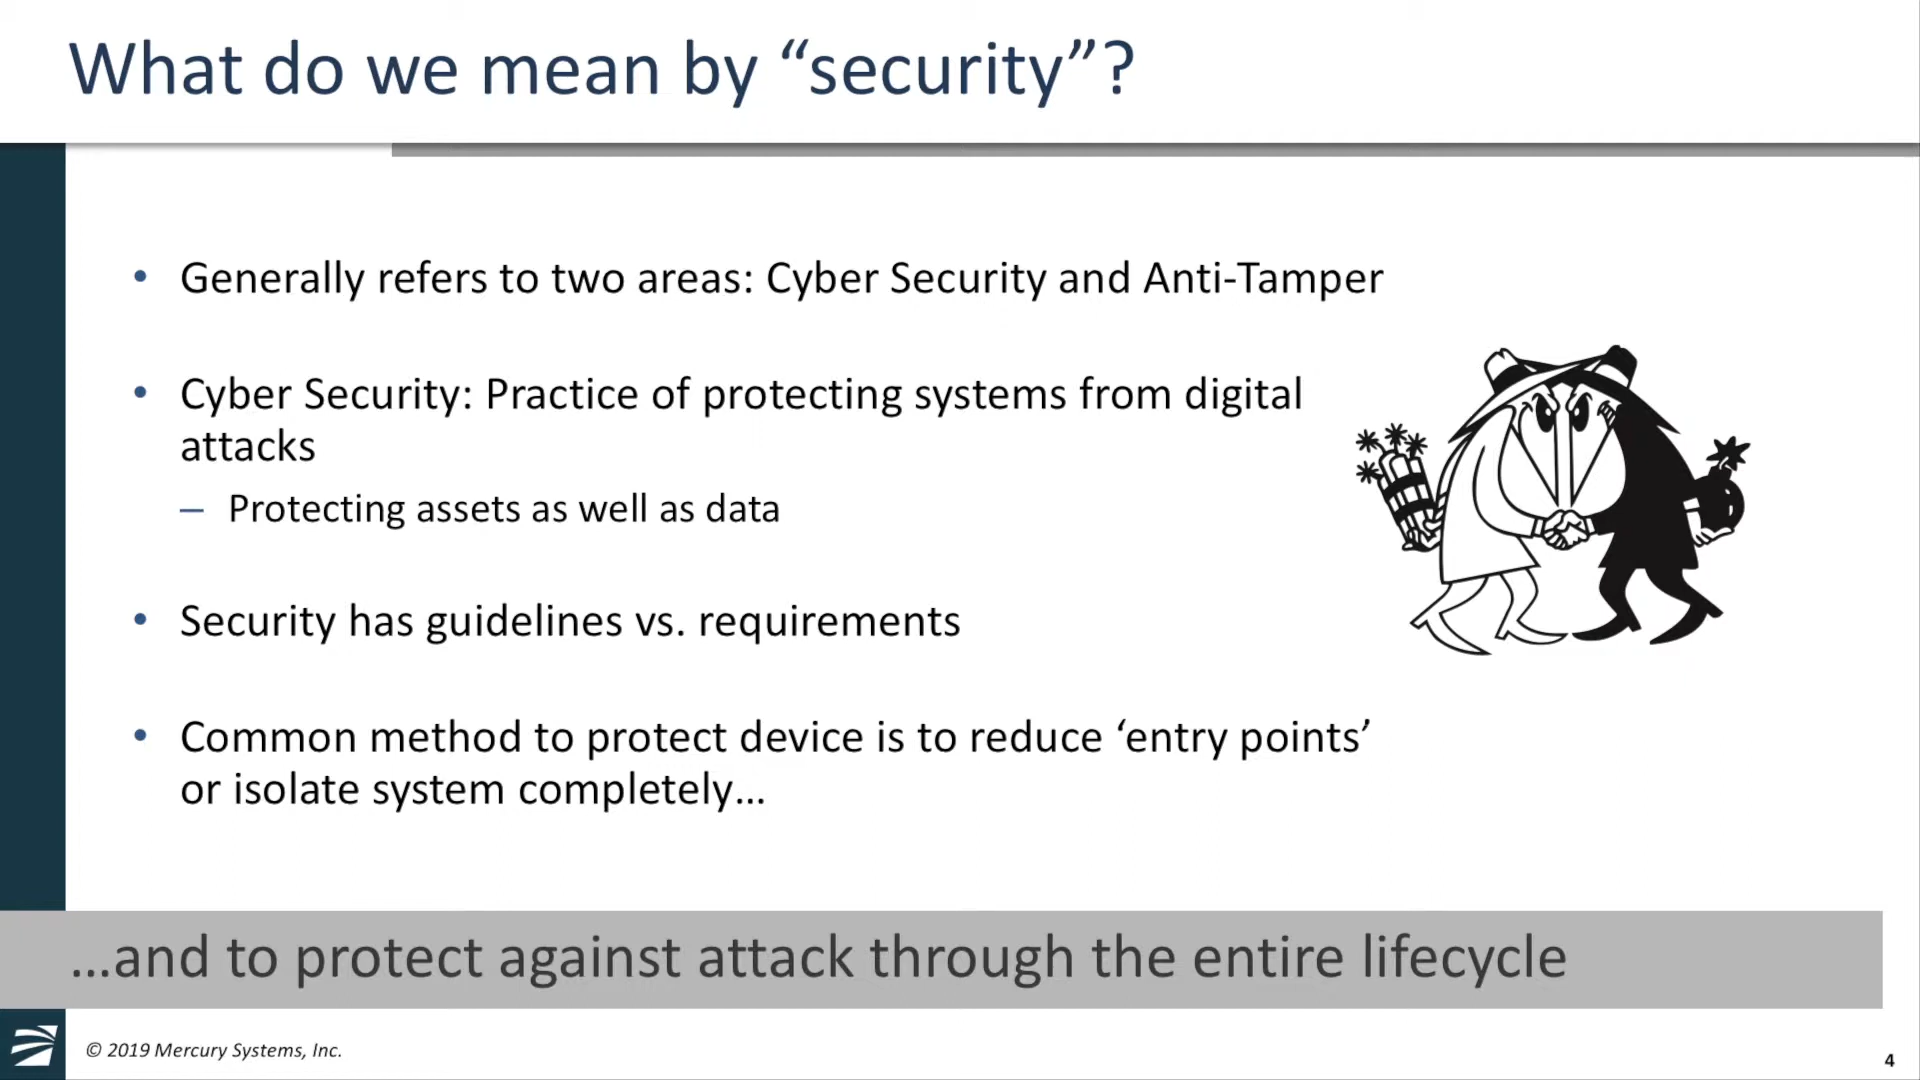 What do we mean by “security”?
• Generally refers to two areas: Cyber Security and Anti-Tamper
• Cyber Security: Practice of protecting systems from digital
attacks
– Protecting assets as well as data
• Security has guidelines vs. requirements
• Common method to protect device is to reduce ‘entry points’
or isolate system completely…
…and to protect against attack through the entire lifecycle
© 2019 Mercury Systems, Inc.
4